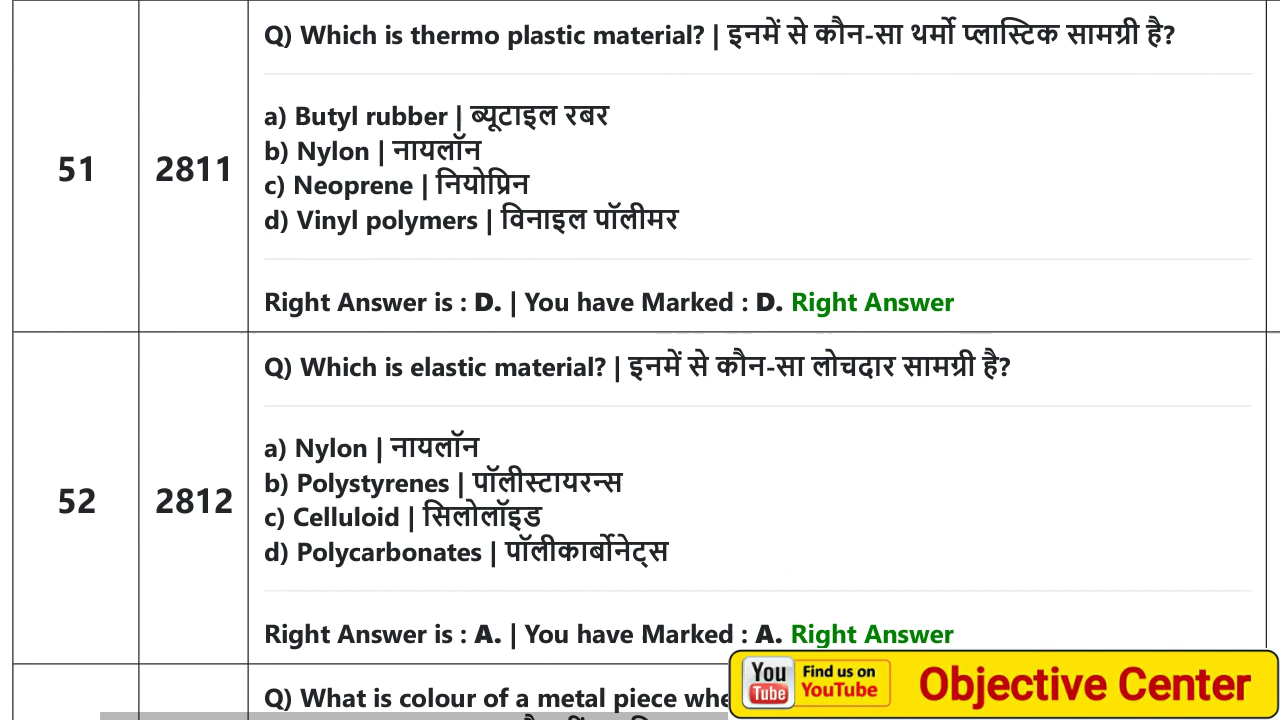 Q) Which is thermo plastic material? | इनमें से कौन-सा थर्मो प्लास्टिक सामग्री है?
51
2811
a) Butyl rubber | ब्यूटाइल रबर
b) Nylon | नायलॉन
c) Neoprene | नियोप्रिन
d) Vinyl polymers | विनाइल पॉलीमर
Right Answer is : D. | You have Marked : D. Right Answer
Q) Which is elastic material? | इनमें से कौन-सा लोचदार सामग्री है?
52
2812
a) Nylon | नायलॉन
b) Polystyrenes | पॉलीस्टायरन्स
c) Celluloid | सिलोलॉइड
d) Polycarbonates | पॉलीकार्बोनेट्स
Right Answer is : A. | You have Marked : A. Right Answer
Q) What is colour of a metal piece
You Tube
Find us on YouTube
Objective Center